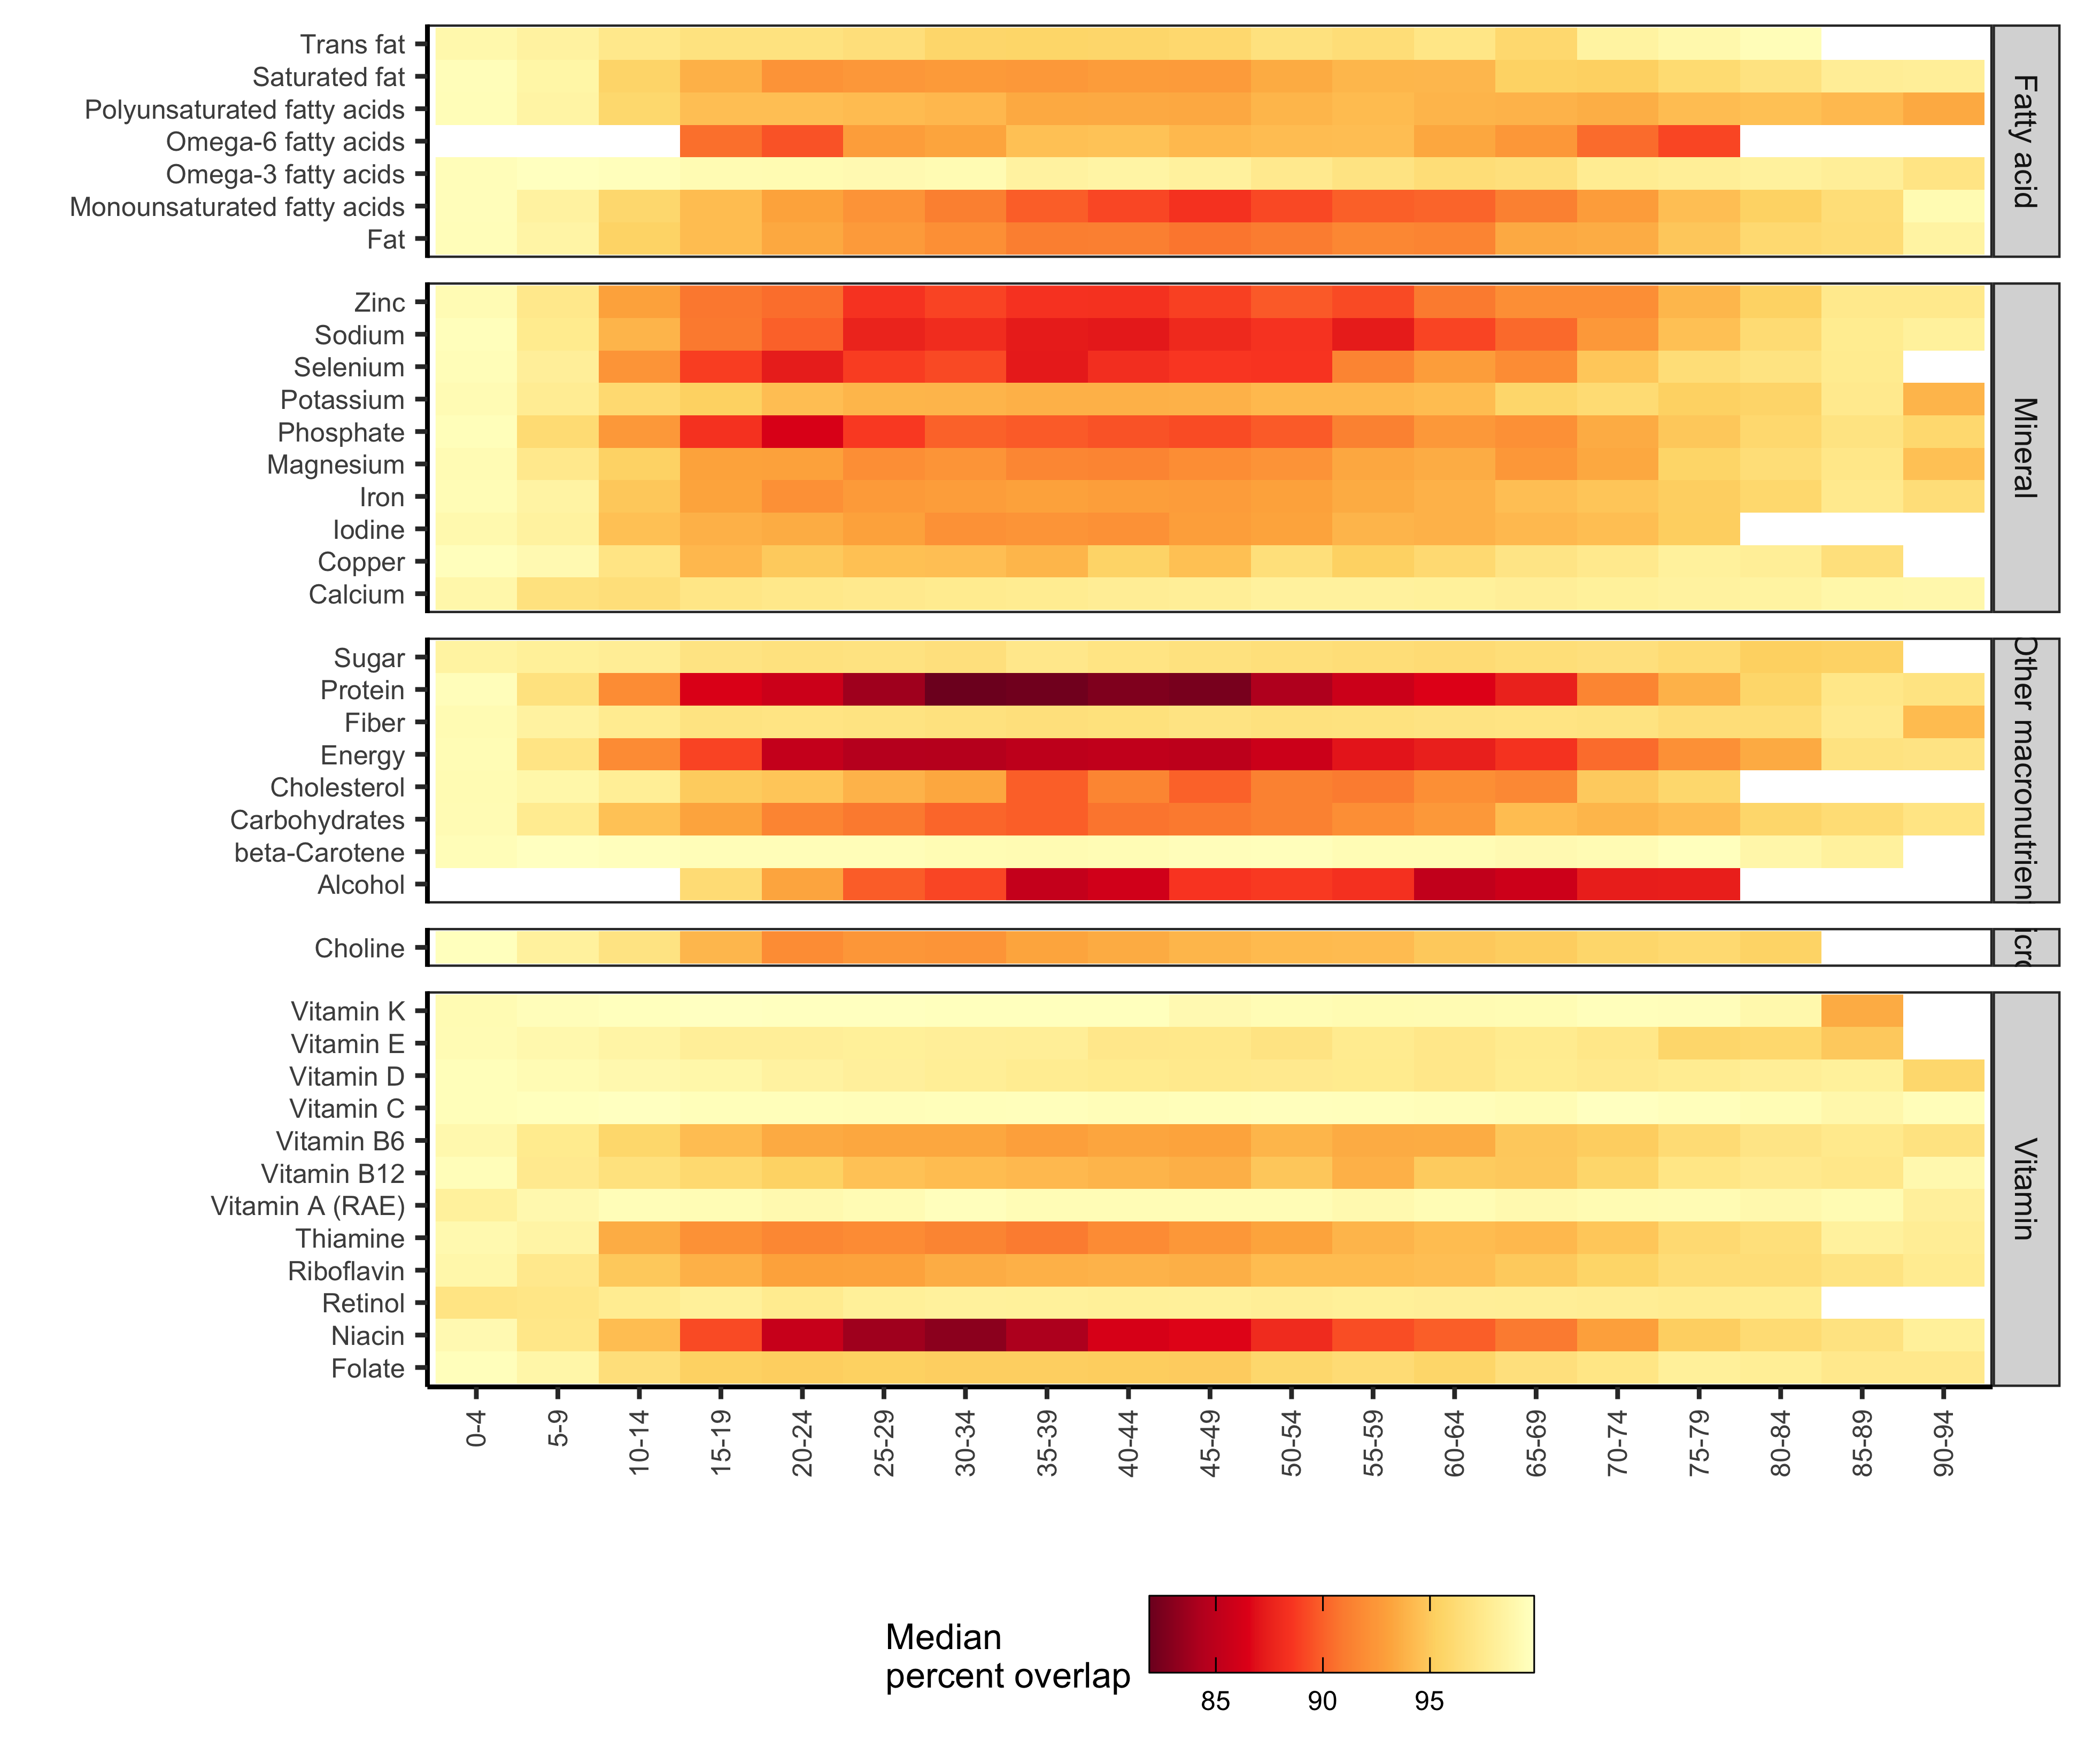 Trans fat
Saturated fat
Polyunsaturated fatty acids
Omega-6 fatty acids
Omega-3 fatty acids
Monounsaturated fatty acids
Fat
Fatty acid
Zinc
Sodium
Selenium
Potassium
Phosphate
Magnesium
Iron
Iodine
Copper
Calcium
Mineral
Sugar
Protein
Fiber
Energy
Cholesterol
Carbohydrates
beta-Carotene
Alcohol
Other macronutrien
Choline
icro
Vitamin K
Vitamin E
Vitamin D
Vitamin C
Vitamin B6
Vitamin B12
Vitamin A (RAE)
Thiamine
Riboflavin
Retinol
Niacin
Folate
Vitamin
0-4
5-9
10-14
15-19
20-24
25-29
30-34
35-39
40-44
45-49
50-54
55-59
60-64
65-69
70-74
75-79
80-84
85-89
90-94
Median
percent overlap
85 90 95